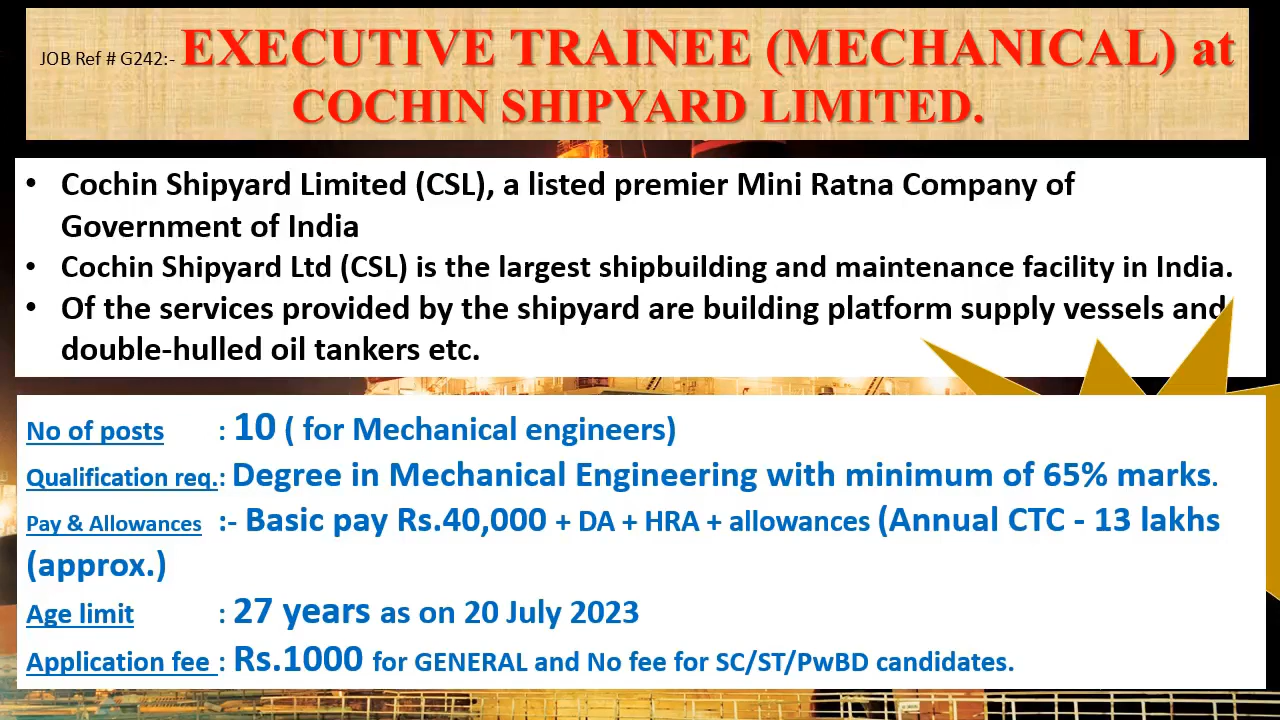 JOB Ref # G242:- EXECUTIVE TRAINEE (MECHANICAL) at
COCHIN SHIPYARD LIMITED.
• Cochin Shipyard Limited (CSL), a listed premier Mini Ratna Company of
Government of India
• Cochin Shipyard Ltd (CSL) is the largest shipbuilding and maintenance facility in India.
• Of the services provided by the shipyard are building platform supply vessels and
double-hulled oil tankers etc.
No of posts : 10 ( for Mechanical engineers)
Qualification req.: Degree in Mechanical Engineering with minimum of 65% marks.
Pay & Allowances :- Basic pay Rs.40,000 + DA + HRA + allowances (Annual CTC - 13 lakhs
(approx.)
Age limit : 27 years as on 20 July 2023
Application fee : Rs.1000 for GENERAL and No fee for SC/ST/PwBD candidates.